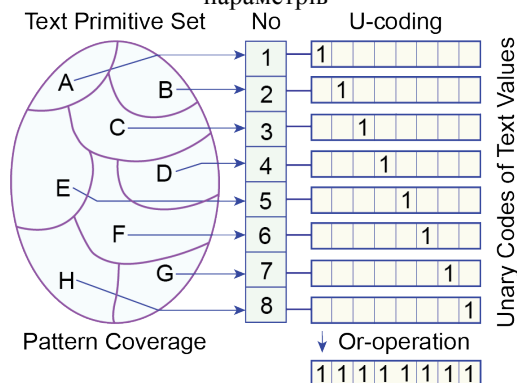 параметрів
Text Primitive Set No U-coding
A 1 1
B 2 1
C 3 1
D 4 1
E 5 1
F 6 1
G 7 1
H 8 1
Unary Codes of Text Values
Pattern Coverage Or-operation
1 1 1 1 1 1 1 1